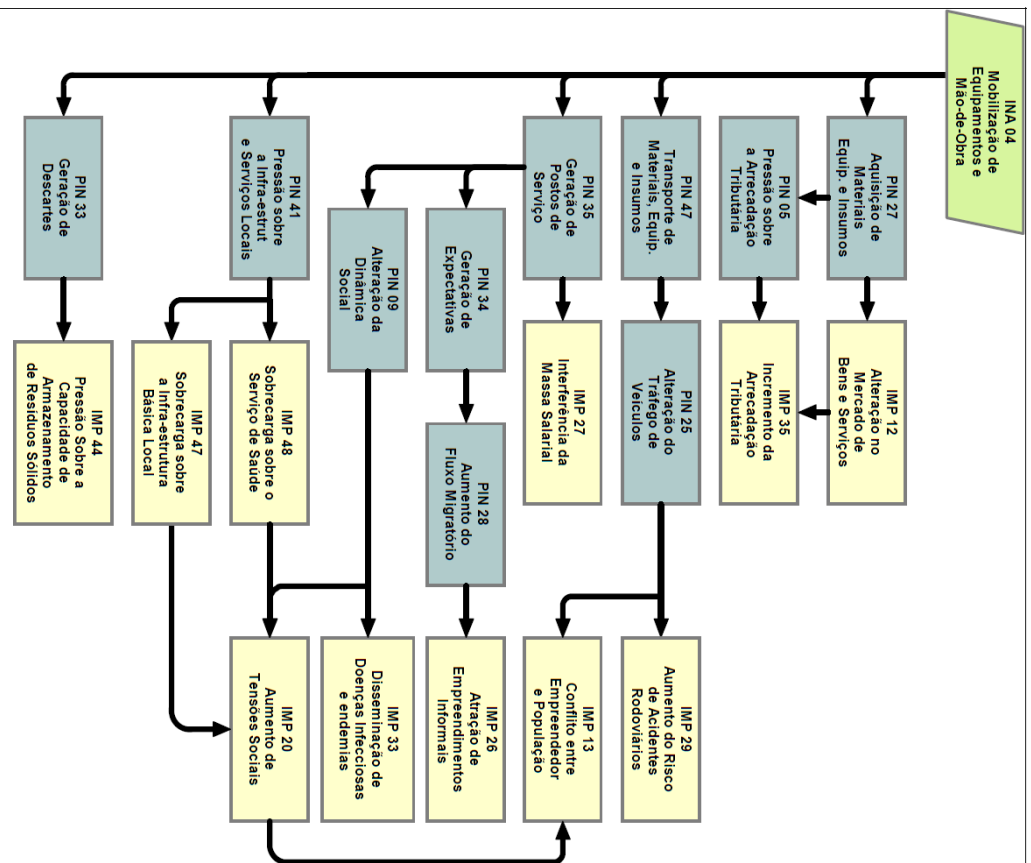 INA 04
Mobilização de
Equipamentos e
Mão-de-Obra
PIN 27
Aquisição de
Materiais
Equip. e Insumos
IMP 12
Alteração no
Mercado de
Bens e Serviços
PIN 05
Pressão sobre
a Arrecadação
Tributária
IMP 35
Incremento da
Arrecadação
Tributária
PIN 47
Transporte de
Materiais, Equip.
e Insumos
PIN 25
Alteração do
Tráfego de
Veículos
IMP 29
Aumento do Risco
de Acidentes
Rodoviários
PIN 35
Geração de
Postos de
Serviço
IMP 27
Interferência da
Massa Salarial
IMP 13
Conflito entre
Empreendedor
e População
PIN 34
Geração de
Expectativas
PIN 28
Aumento do
Fluxo Migratório
IMP 26
Atração de
Empreendimentos
Informais
PIN 09
Alteração da
Dinâmica
Social
IMP 33
Disseminação de
Doenças Infecciosas
e endemias
PIN 41
Pressão sobre
a Infra-estrut
e Serviços Locais
IMP 48
Sobrecarga sobre o
Serviço de Saúde
IMP 20
Aumento de
Tensões Sociais
IMP 47
Sobrecarga sobre
a Infra-estrutura
Básica Local
PIN 33
Geração de
Descartes
IMP 44
Pressão Sobre a
Capacidade de
Armazenamento
de Resíduos Sólidos